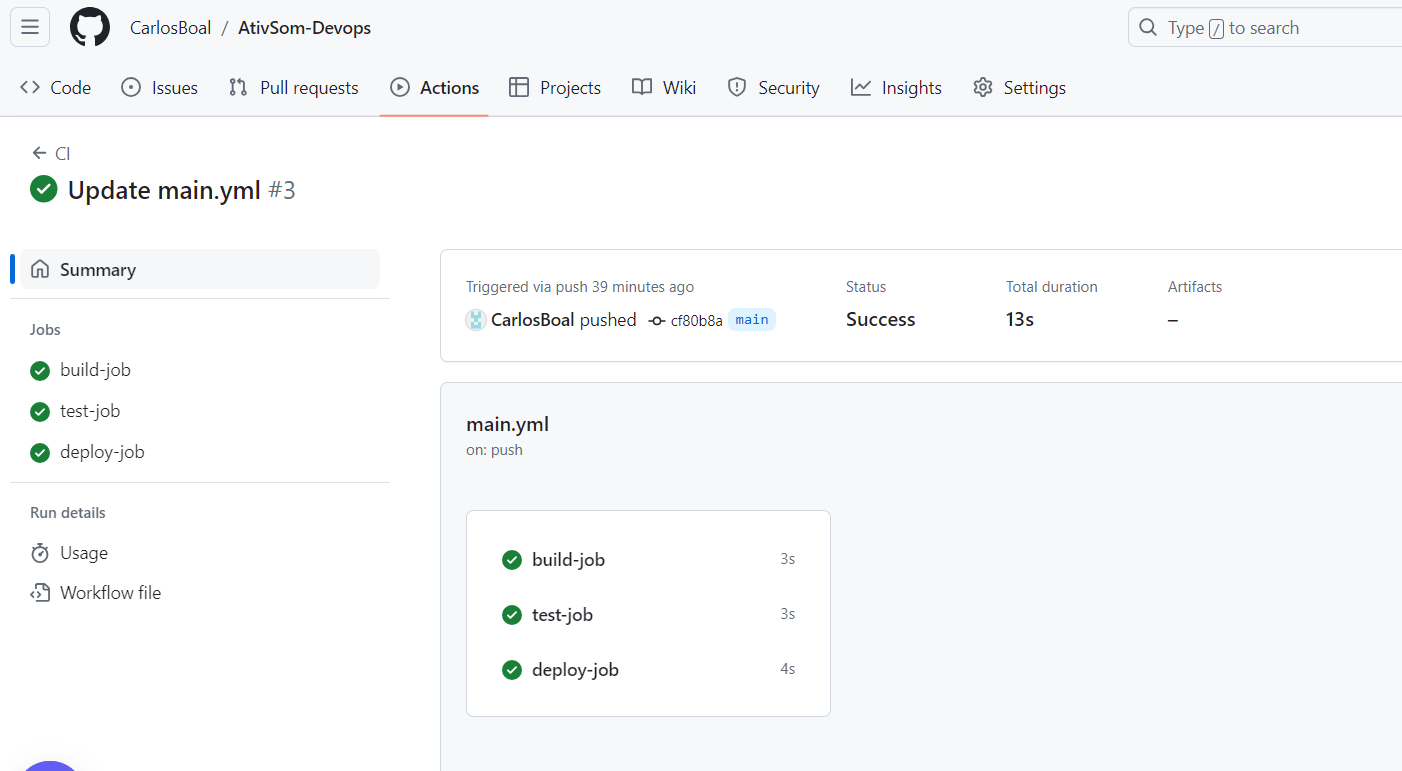 CarlosBoal / AtivSom-Devops
Type / to search
Code Issues Pull requests Actions Projects Wiki Security Insights Settings
← CI
Update main.yml #3
Summary
Jobs
build-job
test-job
deploy-job
Run details
Usage
Workflow file
Triggered via push 39 minutes ago
CarlosBoal pushed cf80b8a main
Status
Success
Total duration
13s
Artifacts
–
main.yml
on: push
build-job 3s
test-job 3s
deploy-job 4s